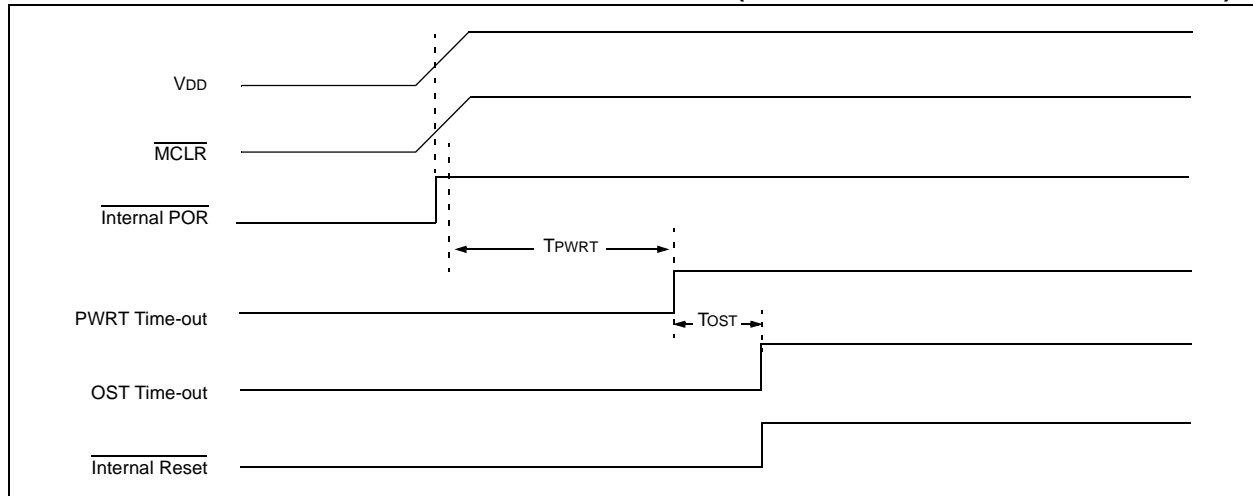 VDD
MCLR
Internal POR
TPWRT
PWRT Time-out
TOST
OST Time-out
Internal Reset